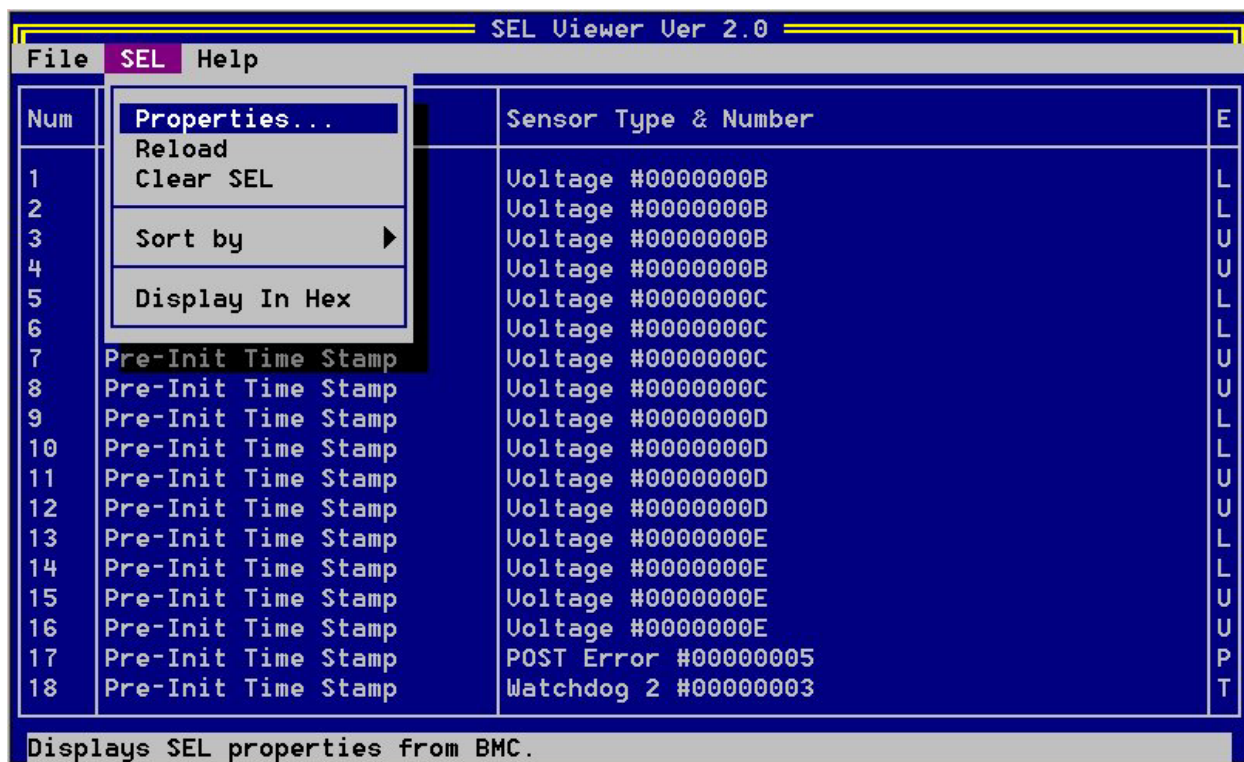 SEL Viewer Ver 2.0
File SEL Help
Num Properties... Sensor Type & Number E
Reload
1 Clear SEL Voltage #0000000B L
2 Voltage #0000000B L
3 Sort by Voltage #0000000B U
4 Voltage #0000000B U
5 Display In Hex Voltage #0000000C L
6 Voltage #0000000C L
7 Pre-Init Time Stamp Voltage #0000000C U
8 Pre-Init Time Stamp Voltage #0000000C U
9 Pre-Init Time Stamp Voltage #0000000D L
10 Pre-Init Time Stamp Voltage #0000000D L
11 Pre-Init Time Stamp Voltage #0000000D U
12 Pre-Init Time Stamp Voltage #0000000D U
13 Pre-Init Time Stamp Voltage #0000000E L
14 Pre-Init Time Stamp Voltage #0000000E L
15 Pre-Init Time Stamp Voltage #0000000E U
16 Pre-Init Time Stamp Voltage #0000000E U
17 Pre-Init Time Stamp POST Error #00000005 P
18 Pre-Init Time Stamp Watchdog 2 #00000003 T
Displays SEL properties from BMC.